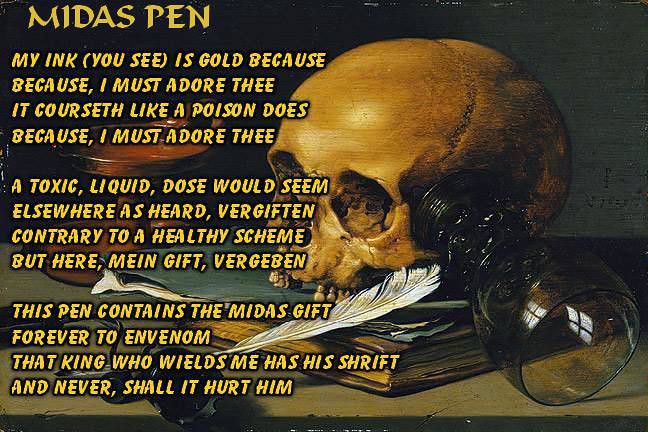 MIDAS PEN
MY INK (YOU SEE) IS GOLD BECAUSE
BECAUSE, I MUST ADORE THEE
IT COURSETH LIKE A POISON DOES
BECAUSE, I MUST ADORE THEE
A TOXIC, LIQUID, DOSE WOULD SEEM
ELSEWHERE AS HEARD, VERGIFTEN
CONTRARY TO A HEALTHY SCHEME
BUT HERE, MEIN GIFT, VERGEBEN
THIS PEN CONTAINS THE MIDAS GIFT
FOREVER TO ENVENOM
THAT KING WHO WIELDS ME HAS HIS SHRIFT
AND NEVER, SHALL IT HURT HIM